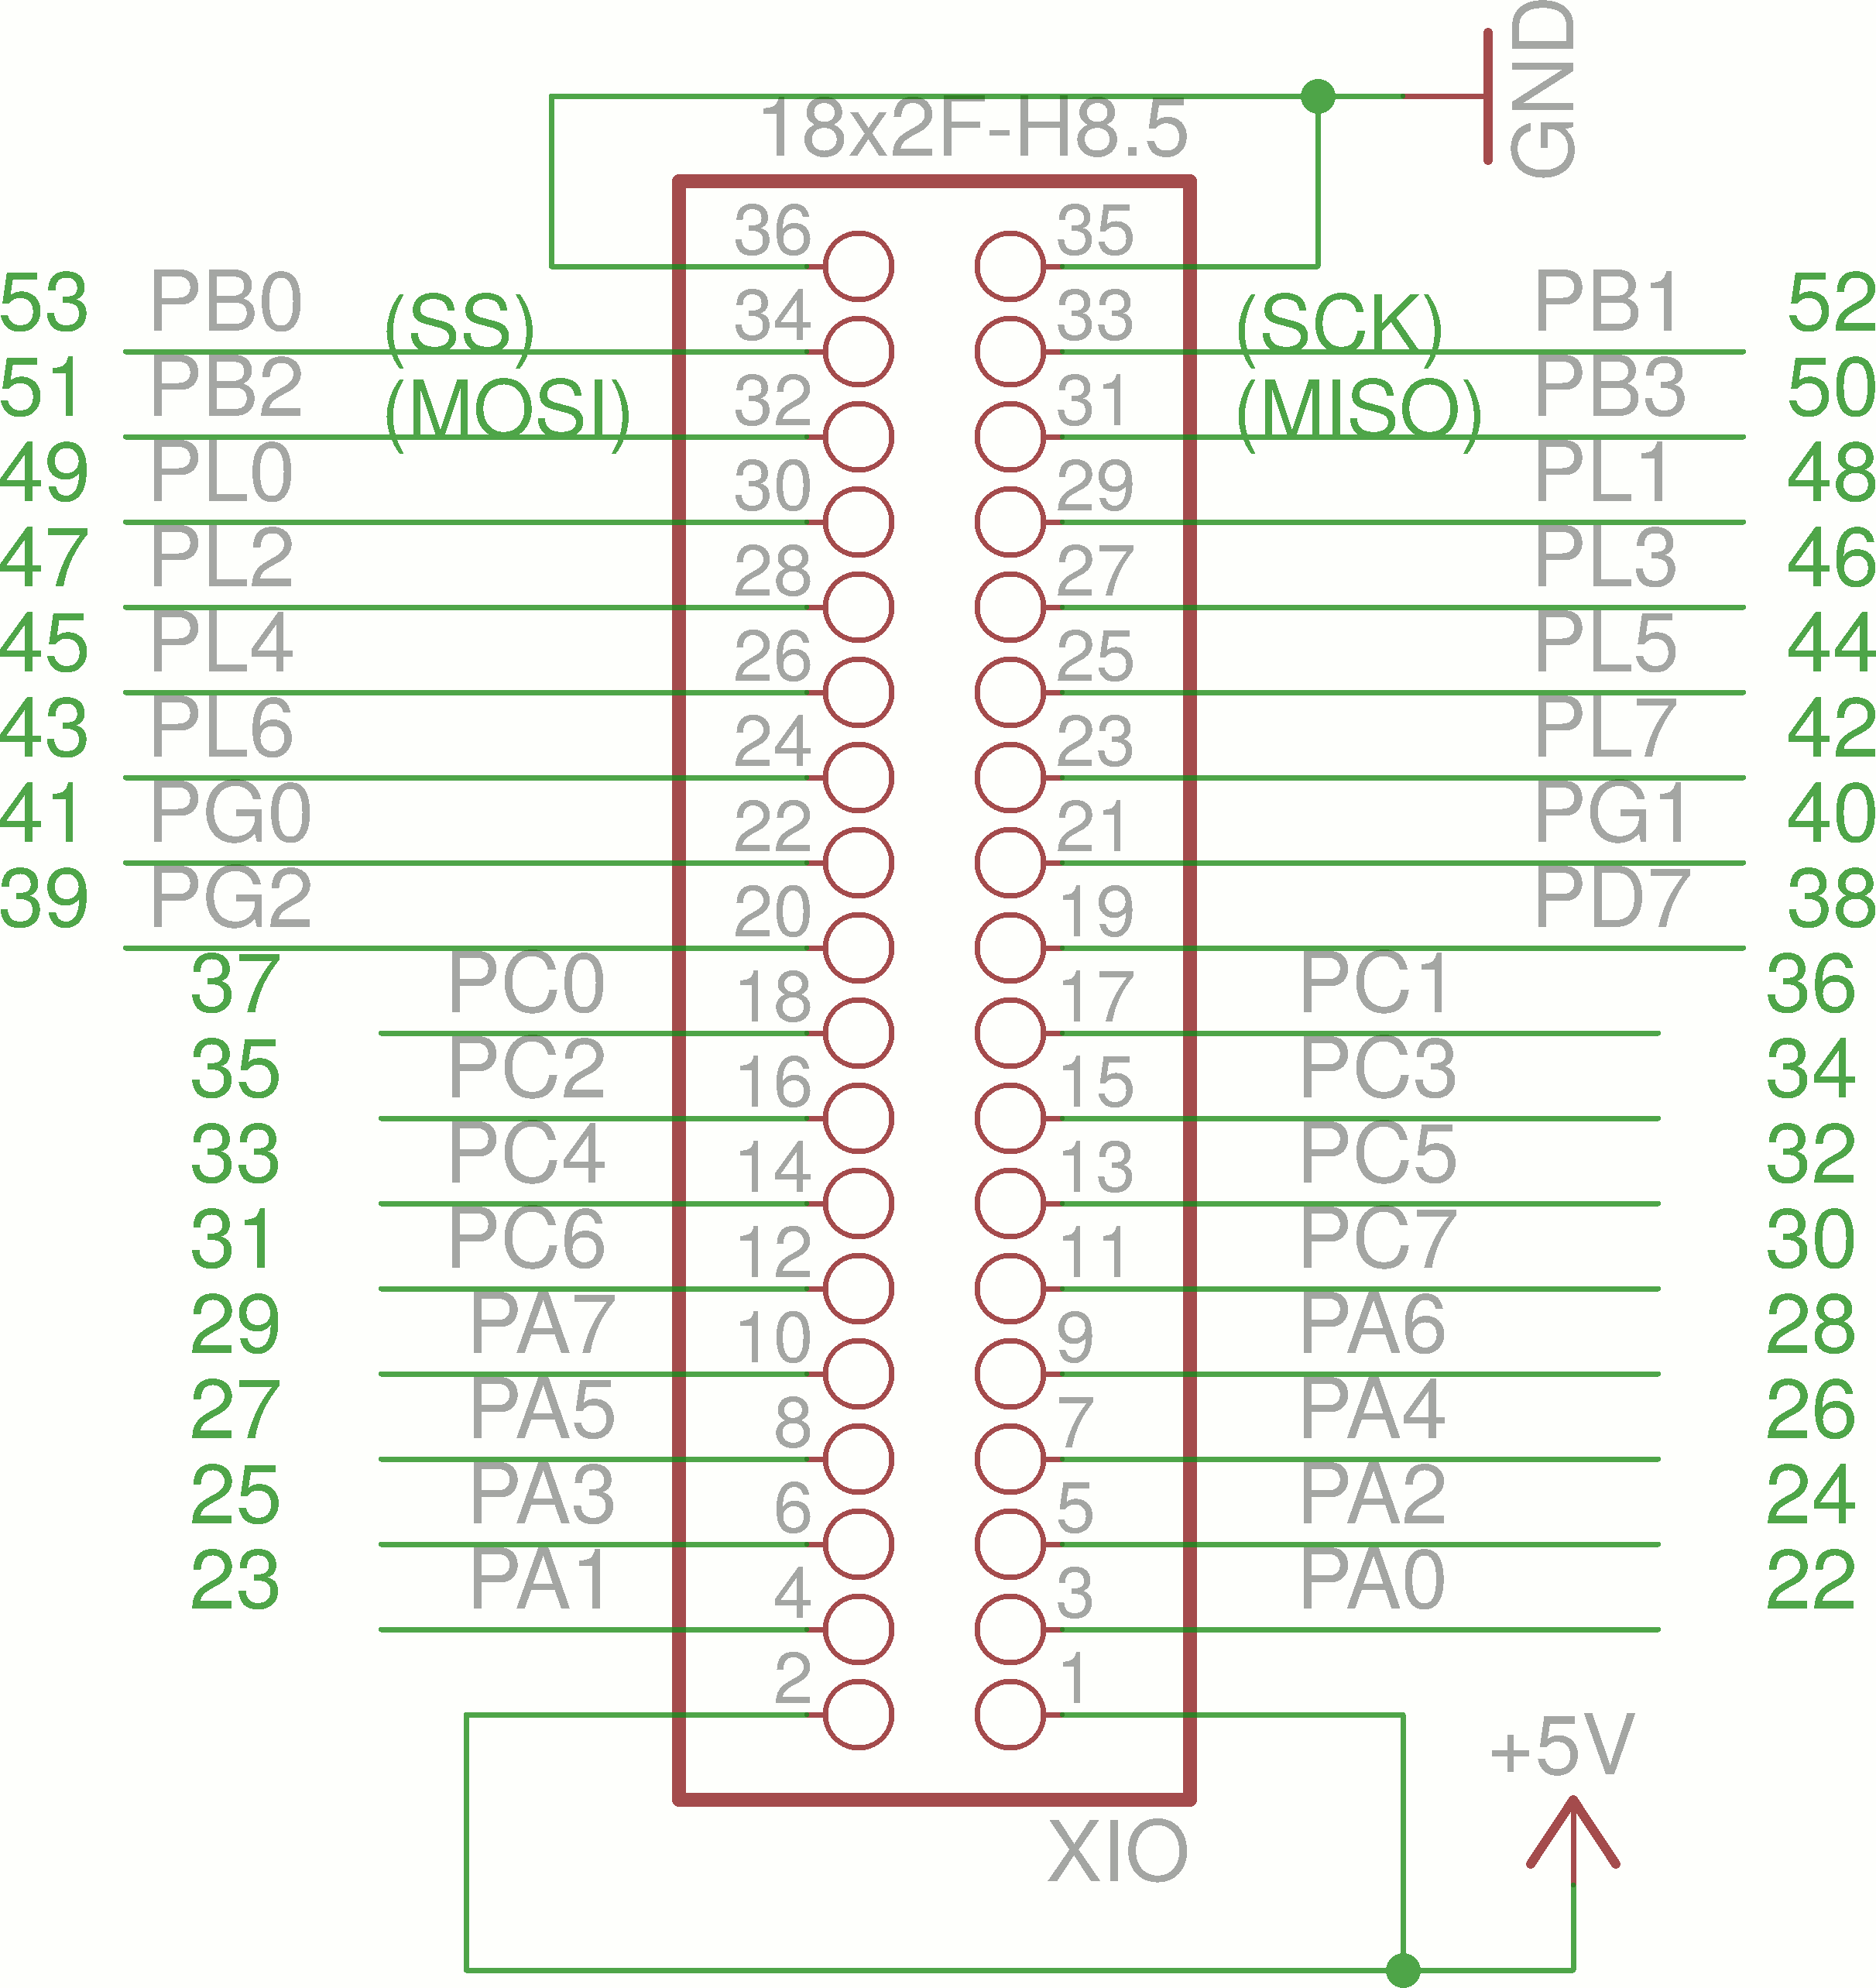 GND
18x2F-H8.5
36 35
53 PB0 (SS) 34 33 (SCK) PB1 52
51 PB2 (MOSI) 32 31 (MISO) PB3 50
49 PL0 30 29 PL1 48
47 PL2 28 27 PL3 46
45 PL4 26 25 PL5 44
43 PL6 24 23 PL7 42
41 PG0 22 21 PG1 40
39 PG2 20 19 PD7 38
37 PC0 18 17 PC1 36
35 PC2 16 15 PC3 34
33 PC4 14 13 PC5 32
31 PC6 12 11 PC7 30
29 PA7 10 9 PA6 28
27 PA5 8 7 PA4 26
25 PA3 6 5 PA2 24
23 PA1 4 3 PA0 22
2 1
+5V
XIO